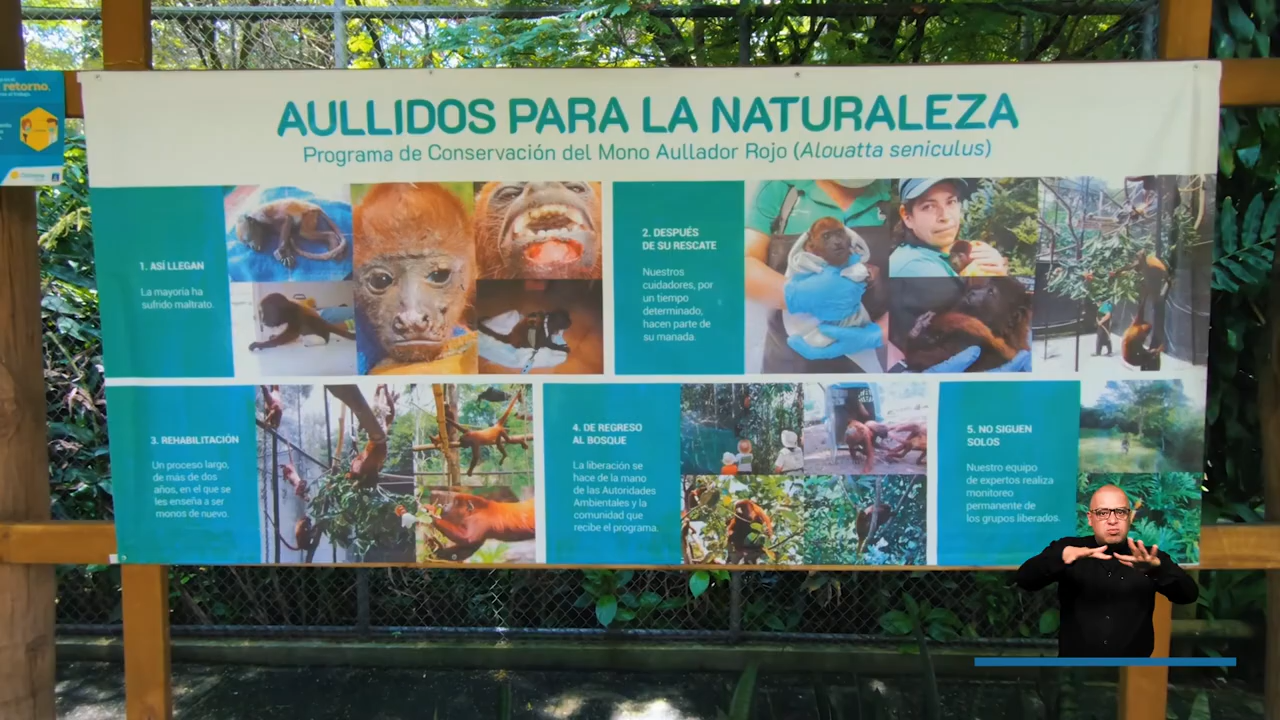 retorno.
AULLIDOS PARA LA NATURALEZA
Programa de Conservación del Mono Aullador Rojo (Alouatta seniculus)
1. ASÍ LLEGAN
La mayoría ha
sufrido maltrato.
2. DESPUÉS
DE SU RESCATE
Nuestros
cuidadores, por
un tiempo
determinado,
hacen parte de
su manada.
3. REHABILITACIÓN
Un proceso largo,
de más de dos
años, en el que se
les enseña a ser
monos de nuevo.
4. DE REGRESO
AL BOSQUE
La liberación se
hace de la mano
de las Autoridades
Ambientales y la
comunidad que
recibe el programa.
5. NO SIGUEN
SOLOS
Nuestro equipo
de expertos realiza
monitoreo
permanente de
los grupos liberados.